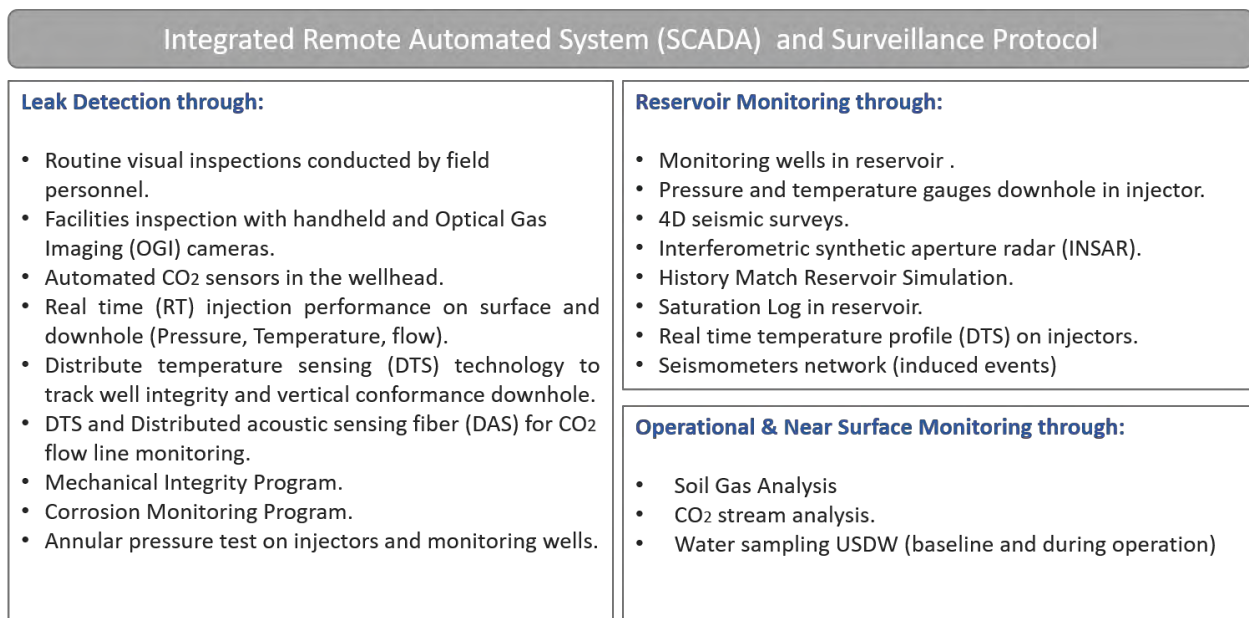 Integrated Remote Automated System (SCADA) and Surveillance Protocol
Leak Detection through:
• Routine visual inspections conducted by field
personnel.
• Facilities inspection with handheld and Optical Gas
Imaging (OGI) cameras.
• Automated CO2 sensors in the wellhead.
• Real time (RT) injection performance on surface and
downhole (Pressure, Temperature, flow).
• Distribute temperature sensing (DTS) technology to
track well integrity and vertical conformance downhole.
• DTS and Distributed acoustic sensing fiber (DAS) for CO2
flow line monitoring.
• Mechanical Integrity Program.
• Corrosion Monitoring Program.
• Annular pressure test on injectors and monitoring wells.
Reservoir Monitoring through:
• Monitoring wells in reservoir .
• Pressure and temperature gauges downhole in injector.
• 4D seismic surveys.
• Interferometric synthetic aperture radar (INSAR).
• History Match Reservoir Simulation.
• Saturation Log in reservoir.
• Real time temperature profile (DTS) on injectors.
• Seismometers network (induced events)
Operational & Near Surface Monitoring through:
• Soil Gas Analysis
• CO2 stream analysis.
• Water sampling USDW (baseline and during operation)